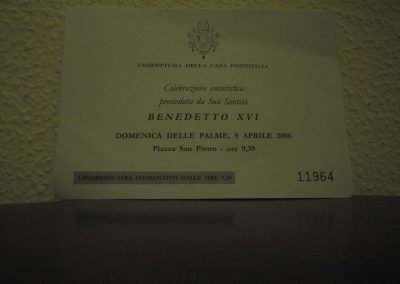 PREFETTURA DELLA CASA PONTIFICIA
Celebrazione eucaristica
presieduta da Sua Santità
BENEDETTO XVI
DOMENICA DELLE PALME, 9 APRILE 2006
Piazza San Pietro - ore 9,30
L'INGRESSO SARÀ CONSENTITO DALLE ORE 7,30
11964